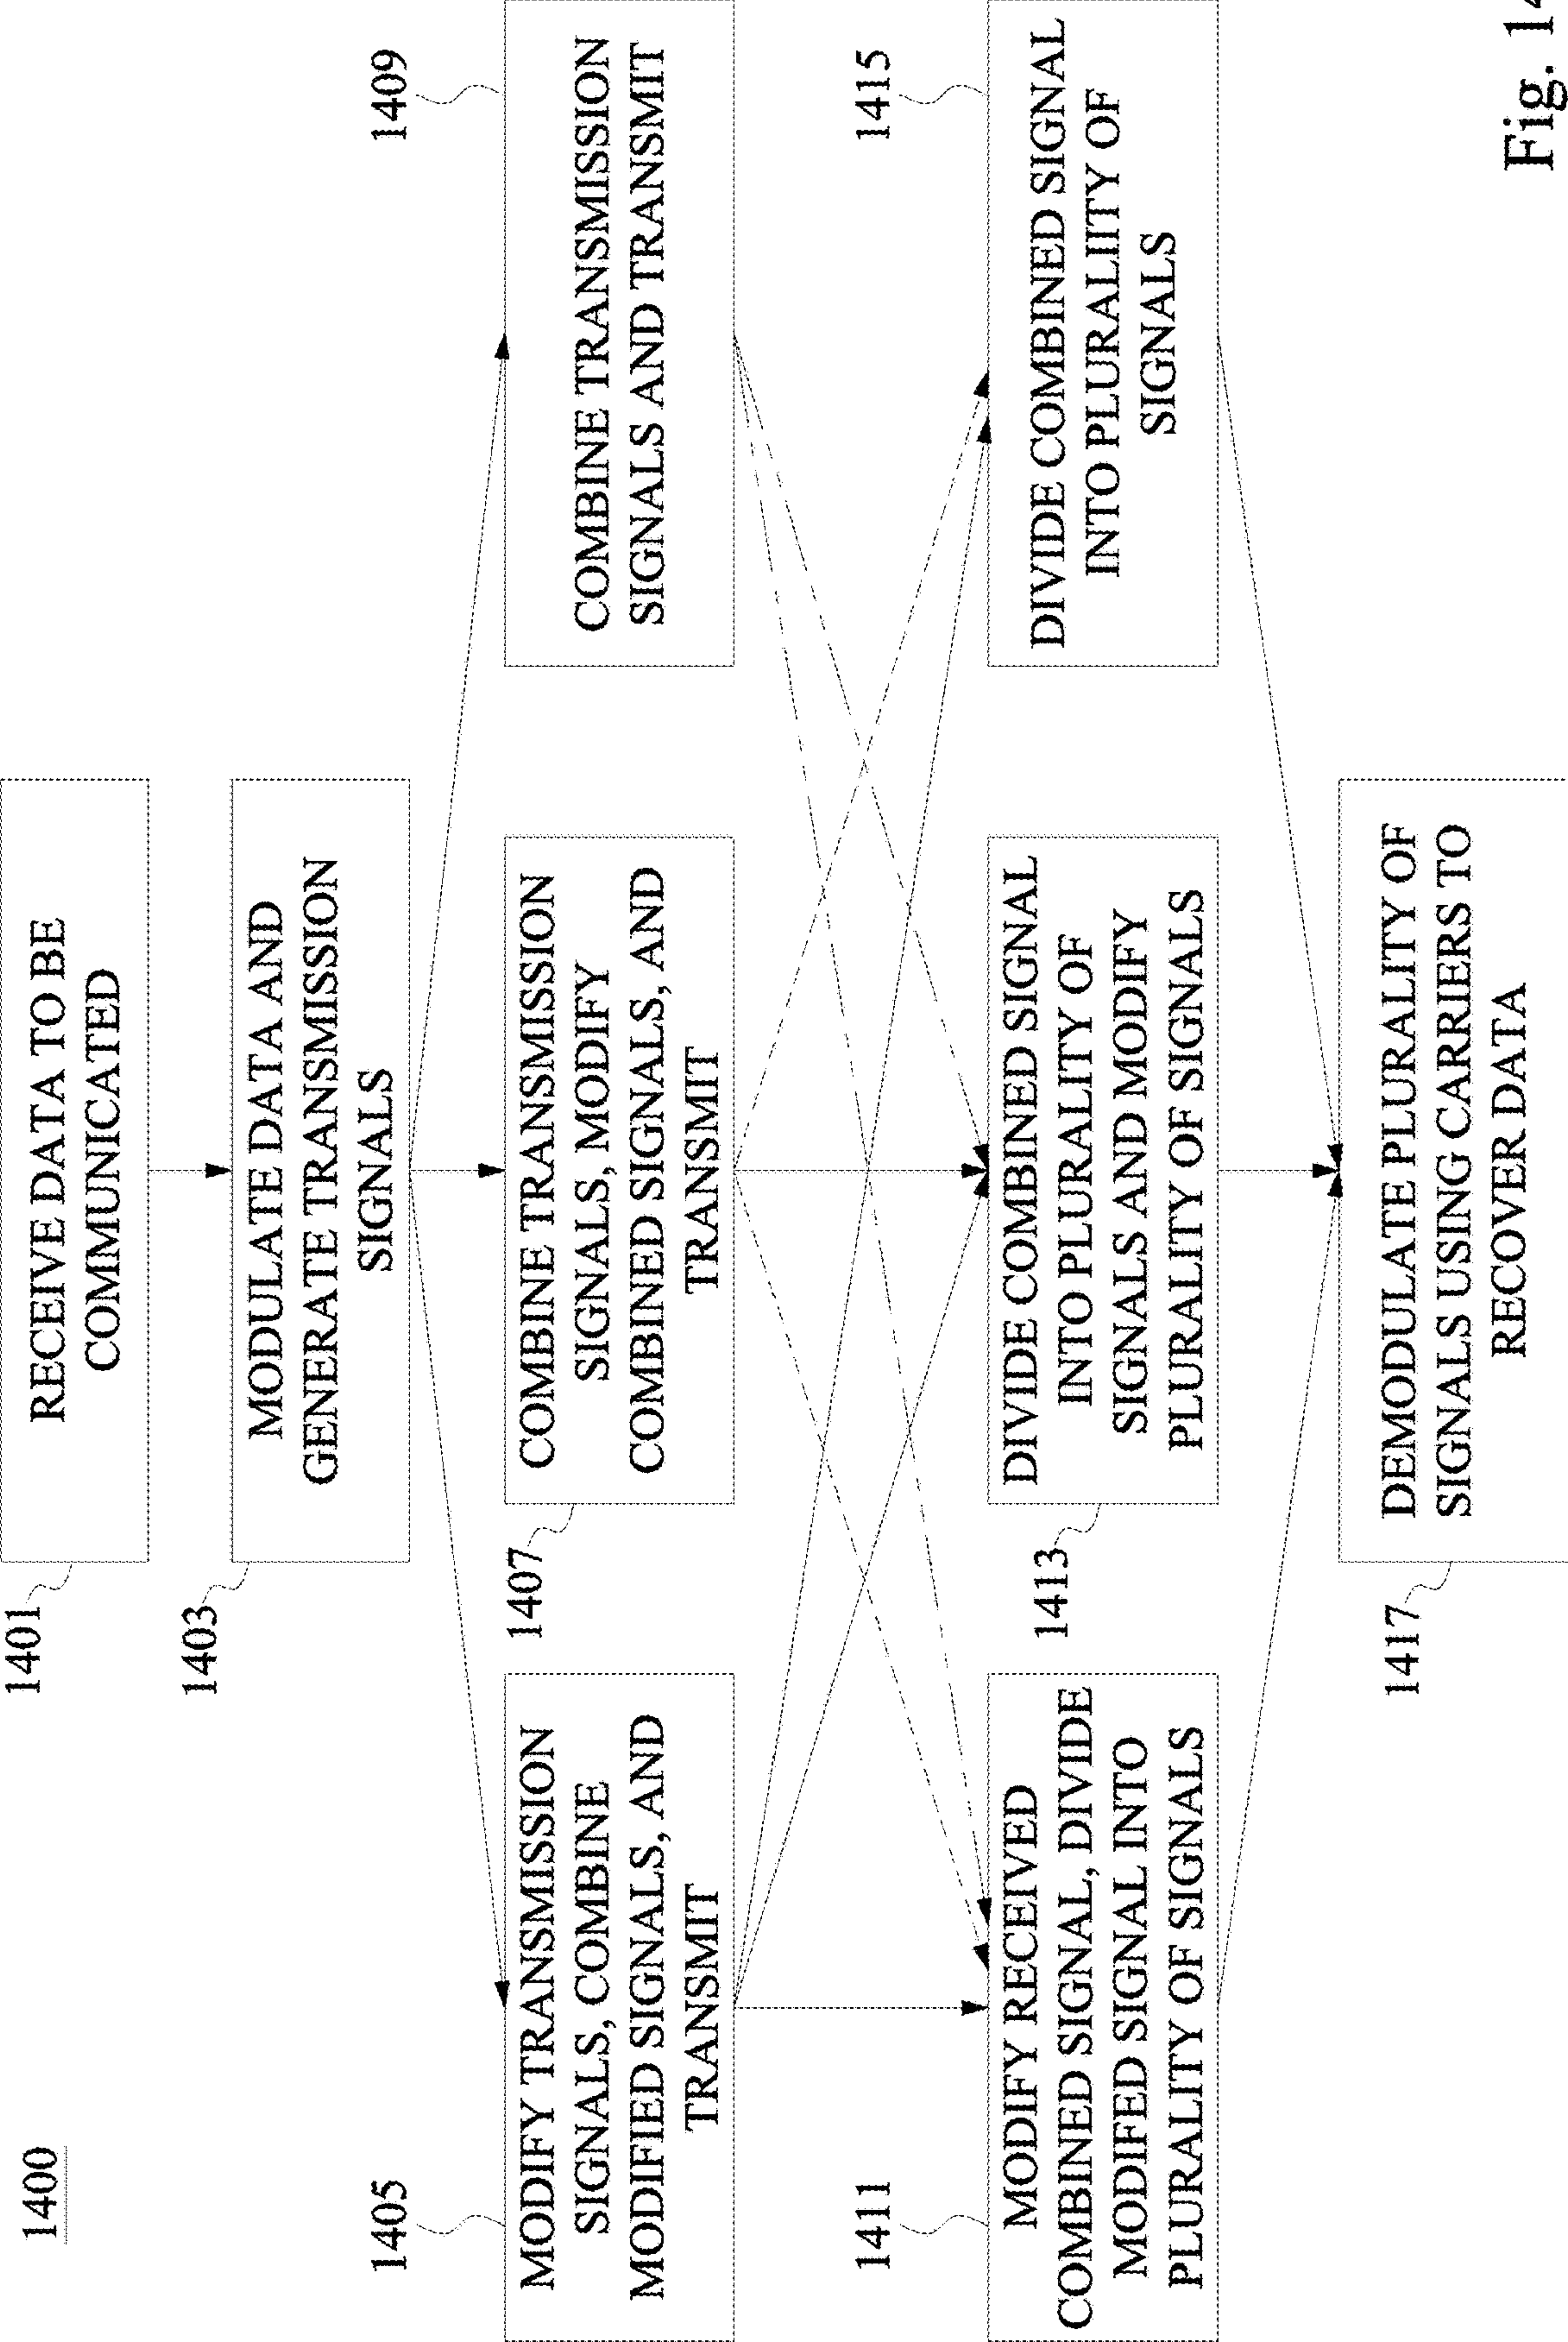 1400
1401
RECEIVE DATA TO BE
COMMUNICATED
1403
MODULATE DATA AND
GENERATE TRANSMISSION
SIGNALS
1405
MODIFY TRANSMISSION
SIGNALS, COMBINE
MODIFIED SIGNALS, AND
TRANSMIT
1407
COMBINE TRANSMISSION
SIGNALS, MODIFY
COMBINED SIGNALS, AND
TRANSMIT
1409
COMBINE TRANSMISSION
SIGNALS AND TRANSMIT
1411
MODIFY RECEIVED
COMBINED SIGNAL, DIVIDE
MODIFED SIGNAL INTO
PLURALITY OF SIGNALS
1413
DIVIDE COMBINED SIGNAL
INTO PLURALITY OF
SIGNALS AND MODIFY
PLURALITY OF SIGNALS
1415
DIVIDE COMBINED SIGNAL
INTO PLURALIITY OF
SIGNALS
1417
DEMODULATE PLURALITY OF
SIGNALS USING CARRIERS TO
RECOVER DATA
Fig. 14